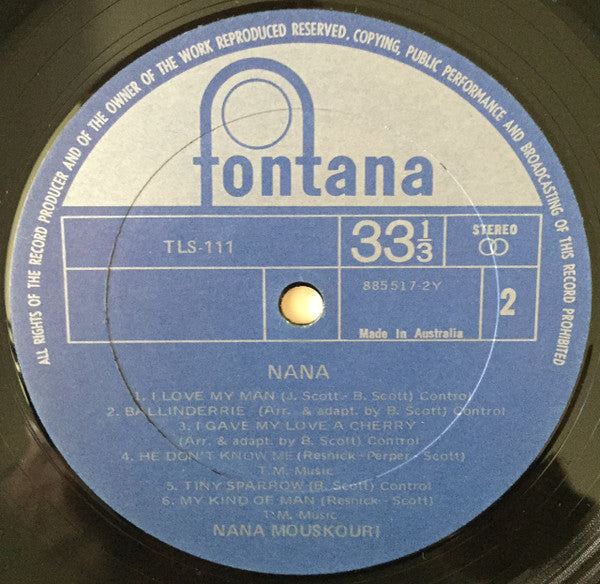 ALL RIGHTS OF THE RECORD PRODUCER AND OF THE OWNER OF THE WORK REPRODUCED RESERVED. COPYING, PUBLIC PERFORMANCE AND BROADCASTING OF THIS RECORD PROHIBITED
fontana
TLS-111
33 1/3
STEREO
885517-2Y
2
Made In Australia
NANA
1. I LOVE MY MAN (J. Scott - B. Scott) Control
2. BALLINDERRIE (Arr. & adapt. by B. Scott) Control
3. I GAVE MY LOVE A CHERRY
(Arr. & adapt. by B. Scott) Control
4. HE DON'T KNOW ME (Resnick - Perper - Scott)
T.M. Music
5. TINY SPARROW (B. Scott) Control
6. MY KIND OF MAN (Resnick - Scott)
T.M. Music
NANA MOUSKOURI